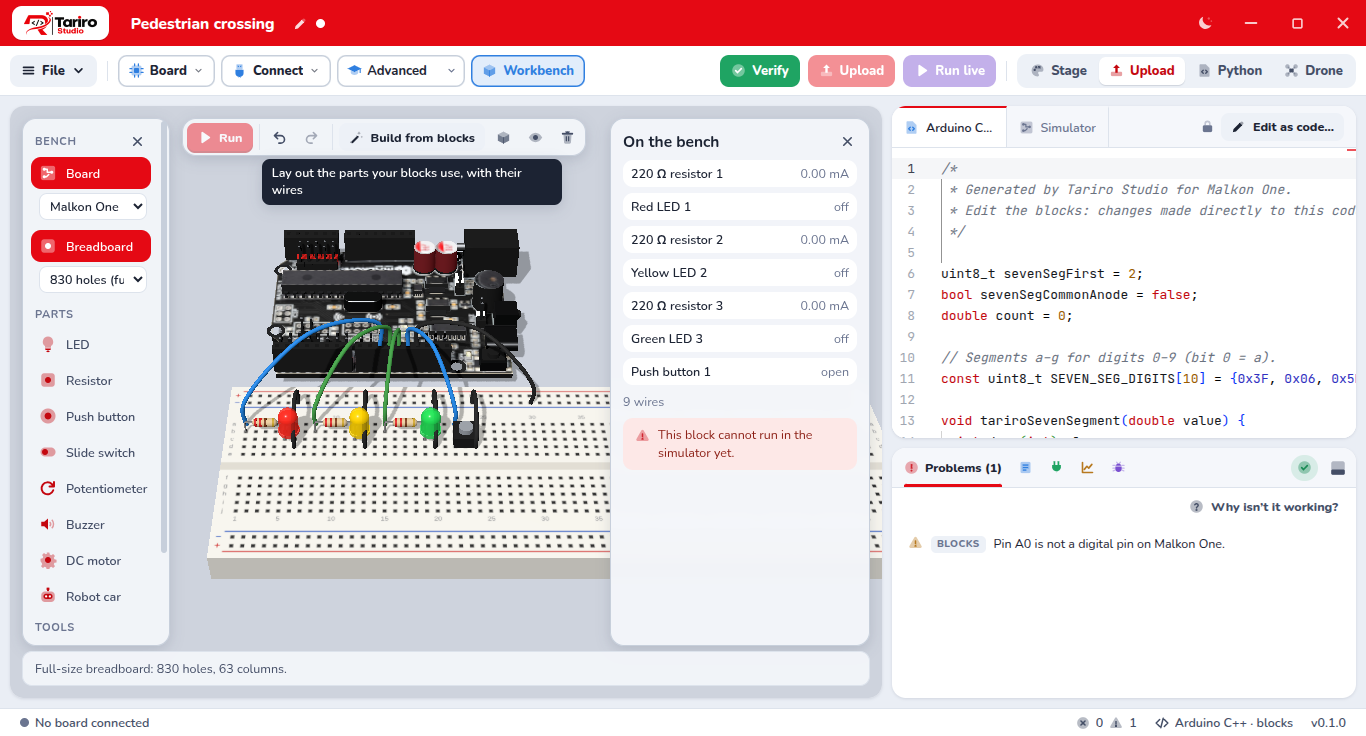 Tariro
Studio
Pedestrian crossing
File
Board
Connect
Advanced
Workbench
Verify
Upload
Run live
Stage
Upload
Python
Drone
BENCH
Board
Malkon One
Breadboard
830 holes (fu
PARTS
LED
Resistor
Push button
Slide switch
Potentiometer
Buzzer
DC motor
Robot car
TOOLS
Run
Build from blocks
Lay out the parts your blocks use, with their
wires
1 5 10 15 20 25 30 35
On the bench
220 Ω resistor 1 0.00 mA
Red LED 1 off
220 Ω resistor 2 0.00 mA
Yellow LED 2 off
220 Ω resistor 3 0.00 mA
Green LED 3 off
Push button 1 open
9 wires
This block cannot run in the
simulator yet.
Full-size breadboard: 830 holes, 63 columns.
Arduino C...
Simulator
Edit as code...
1 /*
2 * Generated by Tariro Studio for Malkon One.
3 * Edit the blocks: changes made directly to this cod
4 */
5
6 uint8_t sevenSegFirst = 2;
7 bool sevenSegCommonAnode = false;
8 double count = 0;
9
10 // Segments a-g for digits 0-9 (bit 0 = a).
11 const uint8_t SEVEN_SEG_DIGITS[10] = {0x3F, 0x06, 0x5
12
13 void tariroSevenSegment(double value) {
Problems (1)
Why isn't it working?
BLOCKS Pin A0 is not a digital pin on Malkon One.
No board connected
0
1
Arduino C++ · blocks
v0.1.0